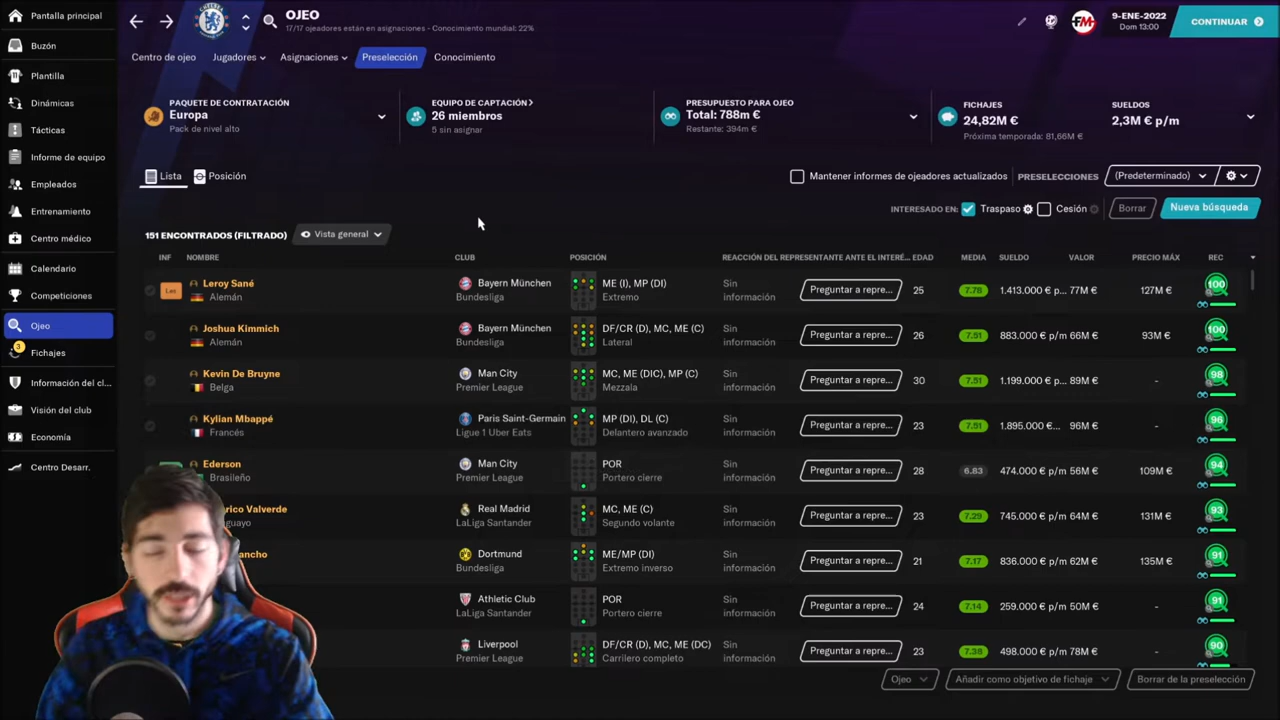 Pantalla principal
Buzón
Plantilla
Dinámicas
Tácticas
Informe de equipo
Empleados
Entrenamiento
Centro médico
Calendario
Competiciones
Ojeo
3
Fichajes
Información del cl...
Visión del club
Economía
Centro Desarr.
OJEO
17/17 ojeadores están en asignaciones - Conocimiento mundial: 22%
FM
9-ENE-2022
Dom 13:00
CONTINUAR
Centro de ojeo
Jugadores
Asignaciones
Preselección
Conocimiento
PAQUETE DE CONTRATACIÓN
Europa
Pack de nivel alto
EQUIPO DE CAPTACIÓN
26 miembros
5 sin asignar
PRESUPUESTO PARA OJEO
Total: 788m €
Restante: 394m €
FICHAJES
24,82M €
Próxima temporada: 81,66M €
SUELDOS
2,3M € p/m
Lista
Posición
Mantener informes de ojeadores actualizados
PRESELECCIONES
(Predeterminado)
INTERESADO EN:
Traspaso
Cesión
Borrar
Nueva búsqueda
151 ENCONTRADOS (FILTRADO)
Vista general
INF NOMBRE CLUB POSICIÓN REACCIÓN DEL REPRESENTANTE ANTE EL INTERÉ... EDAD MEDIA SUELDO VALOR PRECIO MÁX REC
Les Leroy Sané Bayern München ME (I), MP (DI) Sin Preguntar a repre... 25 7.78 1.413.000 € p... 77M € 127M € 100
Alemán Bundesliga Extremo información
Joshua Kimmich Bayern München DF/CR (D), MC, ME (C) Sin Preguntar a repre... 26 7.51 883.000 € p... 66M € 93M € 100
Alemán Bundesliga Lateral información
Kevin De Bruyne Man City MC, ME (DIC), MP (C) Sin Preguntar a repre... 30 7.51 1.199.000 € p... 89M € - 98
Belga Premier League Mezzala información
Kylian Mbappé Paris Saint-Germain MP (DI), DL (C) Sin Preguntar a repre... 23 7.51 1.895.000 €... 96M € - 96
Francés Ligue 1 Uber Eats Delantero avanzado información
Ederson Man City POR Sin Preguntar a repre... 28 6.83 474.000 € p/m 56M € 109M € 94
Brasileño Premier League Portero cierre información
erico Valverde Real Madrid MC, ME (C) Sin Preguntar a repre... 23 7.29 745.000 € p/m 64M € 131M € 93
uguayo LaLiga Santander Segundo volante información
ancho Dortmund ME/MP (DI) Sin Preguntar a repre... 21 7.17 836.000 € p/m 62M € 135M € 91
Bundesliga Extremo inverso información
Athletic Club POR Sin Preguntar a repre... 24 7.14 259.000 € p/m 50M € - 91
LaLiga Santander Portero cierre información
Liverpool DF/CR (D), MC, ME (DC) Sin Preguntar a repre... 23 7.38 498.000 € p/m 78M € - 90
Premier League Carrilero completo información
Ojeo
Añadir como objetivo de fichaje
Borrar de la preselección